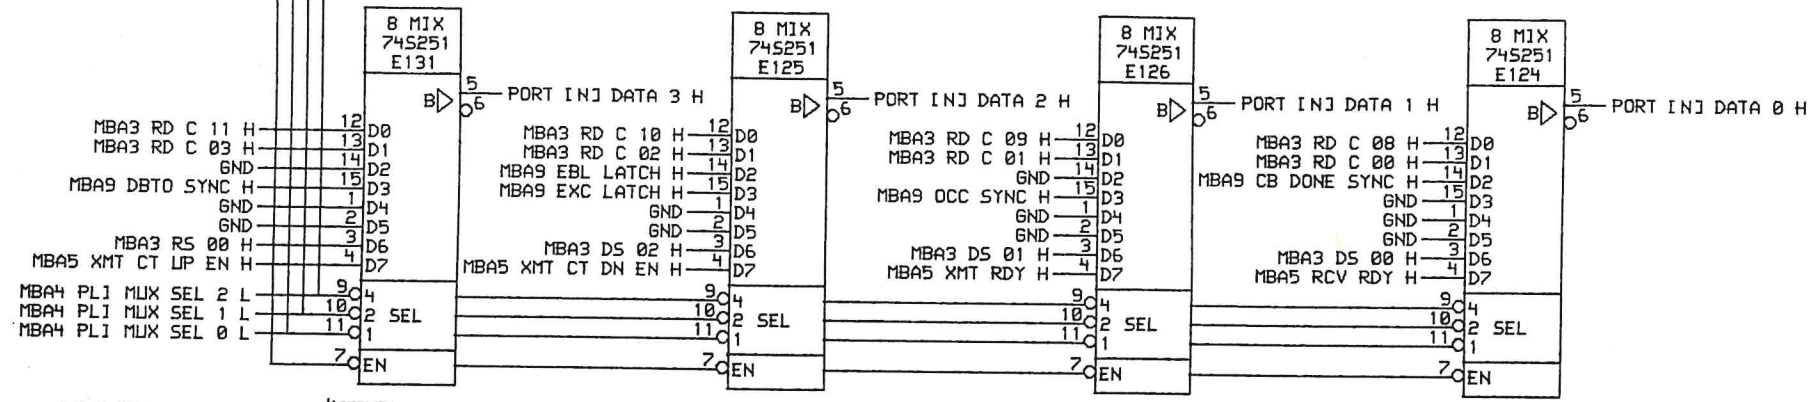 8 MIX
74S251
E131
B
5
6
PORT IN] DATA 3 H
MBA3 RD C 11 H 12 D0
MBA3 RD C 03 H 13 D1
GND 14 D2
MBA9 DBTO SYNC H 15 D3
GND 1 D4
GND 2 D5
MBA3 RS 00 H 3 D6
MBA5 XMT CT UP EN H 4 D7
MBA4 PLI MUX SEL 2 L 9 4
MBA4 PLI MUX SEL 1 L 10 2 SEL
MBA4 PLI MUX SEL 0 L 11 1
7 EN
8 MIX
74S251
E125
B
5
6
PORT IN] DATA 2 H
MBA3 RD C 10 H 12 D0
MBA3 RD C 02 H 13 D1
MBA9 EBL LATCH H 14 D2
MBA9 EXC LATCH H 15 D3
GND 1 D4
GND 2 D5
MBA3 DS 02 H 3 D6
MBA5 XMT CT DN EN H 4 D7
9 4
10 2 SEL
11 1
7 EN
8 MIX
74S251
E126
B
5
6
PORT IN] DATA 1 H
MBA3 RD C 09 H 12 D0
MBA3 RD C 01 H 13 D1
GND 14 D2
MBA9 OCC SYNC H 15 D3
GND 1 D4
GND 2 D5
MBA3 DS 01 H 3 D6
MBA5 XMT RDY H 4 D7
9 4
10 2 SEL
11 1
7 EN
8 MIX
74S251
E124
B
5
6
PORT IN] DATA 0 H
MBA3 RD C 08 H 12 D0
MBA3 RD C 00 H 13 D1
MBA9 CB DONE SYNC H 14 D2
GND 15 D3
GND 1 D4
GND 2 D5
MBA3 DS 00 H 3 D6
MBA5 RCV RDY H 4 D7
9 4
10 2 SEL
11 1
7 EN